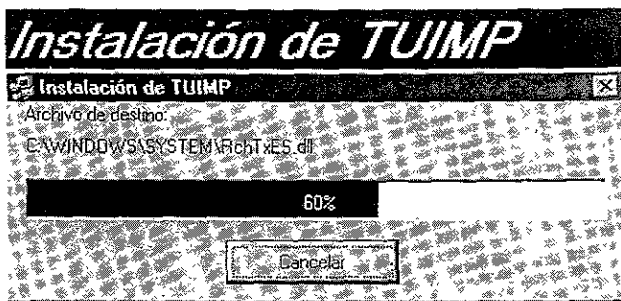 Instalación de TUIMP
Instalación de TUIMP
Archivo de destino:
C:\WINDOWS\SYSTEM\RchTxES.dll
60%
Cancelar